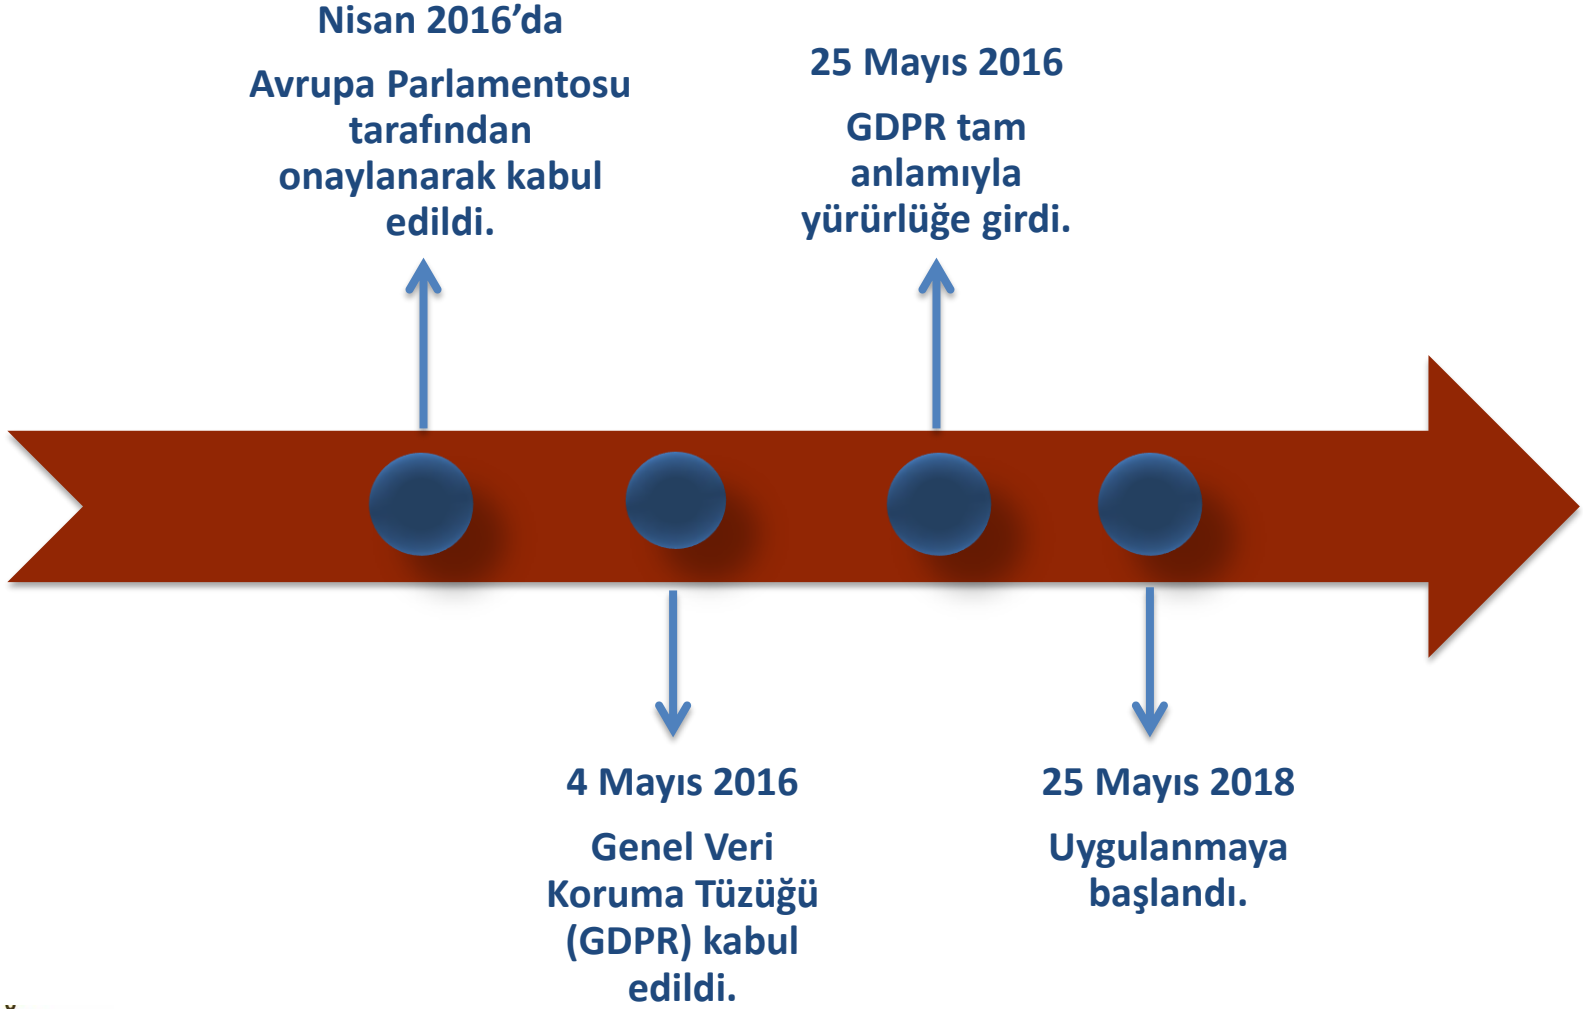 Nisan 2016’da
Avrupa Parlamentosu
tarafından
onaylanarak kabul
edildi.
4 Mayıs 2016
Genel Veri
Koruma Tüzüğü
(GDPR) kabul
edildi.
25 Mayıs 2016
GDPR tam
anlamıyla
yürürlüğe girdi.
25 Mayıs 2018
Uygulanmaya
başlandı.